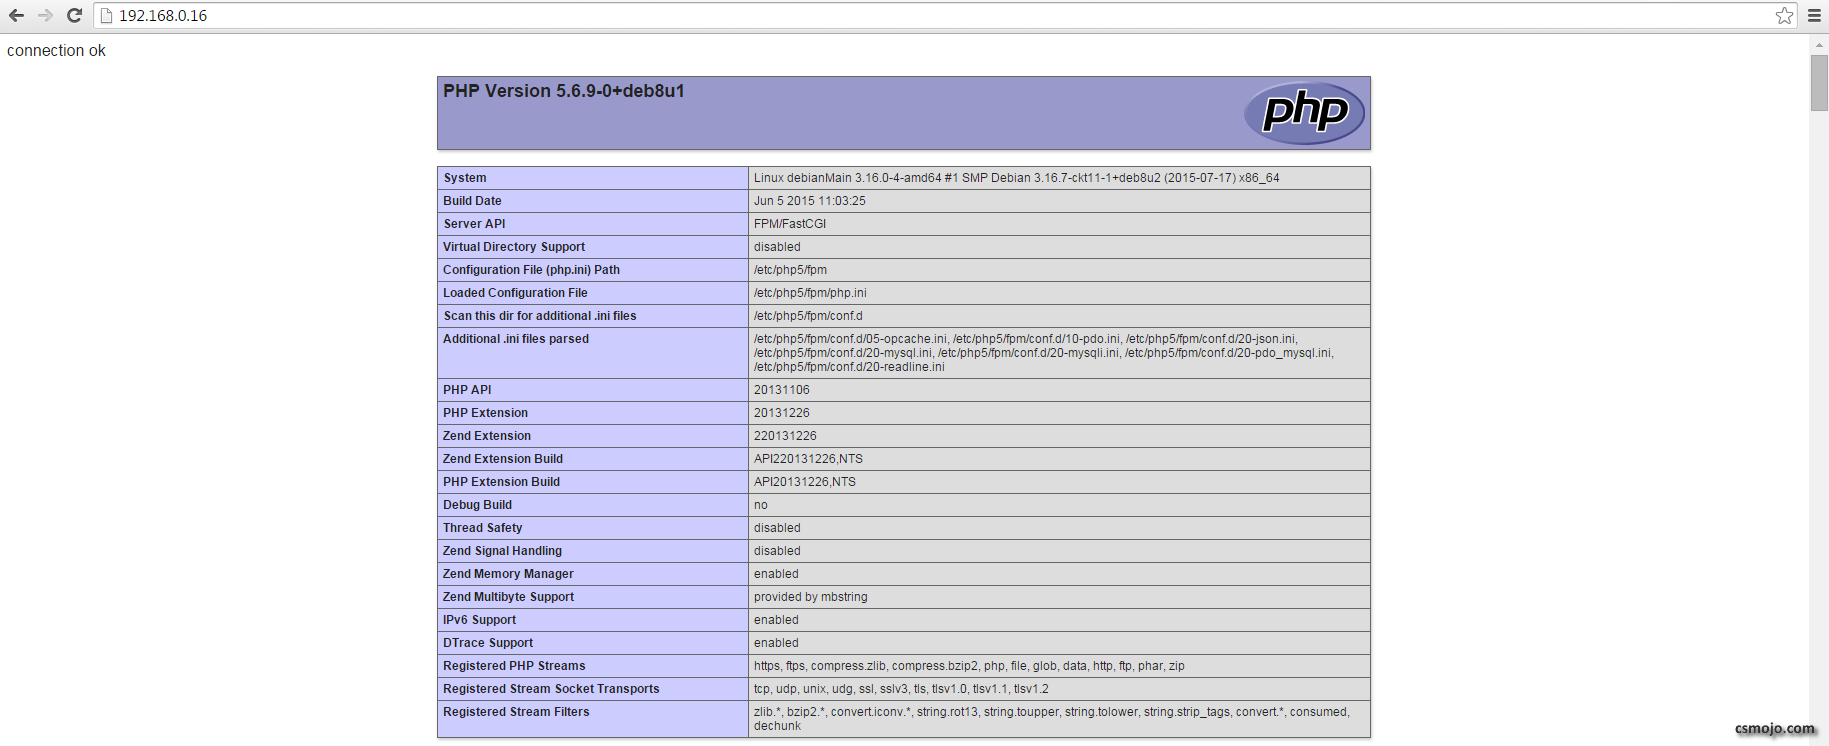 192.168.0.16
connection ok
PHP Version 5.6.9-0+deb8u1
php
System Linux debianMain 3.16.0-4-amd64 #1 SMP Debian 3.16.7-ckt11-1+deb8u2 (2015-07-17) x86_64
Build Date Jun 5 2015 11:03:25
Server API FPM/FastCGI
Virtual Directory Support disabled
Configuration File (php.ini) Path /etc/php5/fpm
Loaded Configuration File /etc/php5/fpm/php.ini
Scan this dir for additional .ini files /etc/php5/fpm/conf.d
Additional .ini files parsed /etc/php5/fpm/conf.d/05-opcache.ini, /etc/php5/fpm/conf.d/10-pdo.ini, /etc/php5/fpm/conf.d/20-json.ini,
/etc/php5/fpm/conf.d/20-mysql.ini, /etc/php5/fpm/conf.d/20-mysqli.ini, /etc/php5/fpm/conf.d/20-pdo_mysql.ini,
/etc/php5/fpm/conf.d/20-readline.ini
PHP API 20131106
PHP Extension 20131226
Zend Extension 220131226
Zend Extension Build API220131226,NTS
PHP Extension Build API20131226,NTS
Debug Build no
Thread Safety disabled
Zend Signal Handling disabled
Zend Memory Manager enabled
Zend Multibyte Support provided by mbstring
IPv6 Support enabled
DTrace Support enabled
Registered PHP Streams https, ftps, compress.zlib, compress.bzip2, php, file, glob, data, http, ftp, phar, zip
Registered Stream Socket Transports tcp, udp, unix, udg, ssl, sslv3, tls, tlsv1.0, tlsv1.1, tlsv1.2
Registered Stream Filters zlib.*, bzip2.*, convert.iconv.*, string.rot13, string.toupper, string.tolower, string.strip_tags, convert.*, consumed,
dechunk
csmojo.com